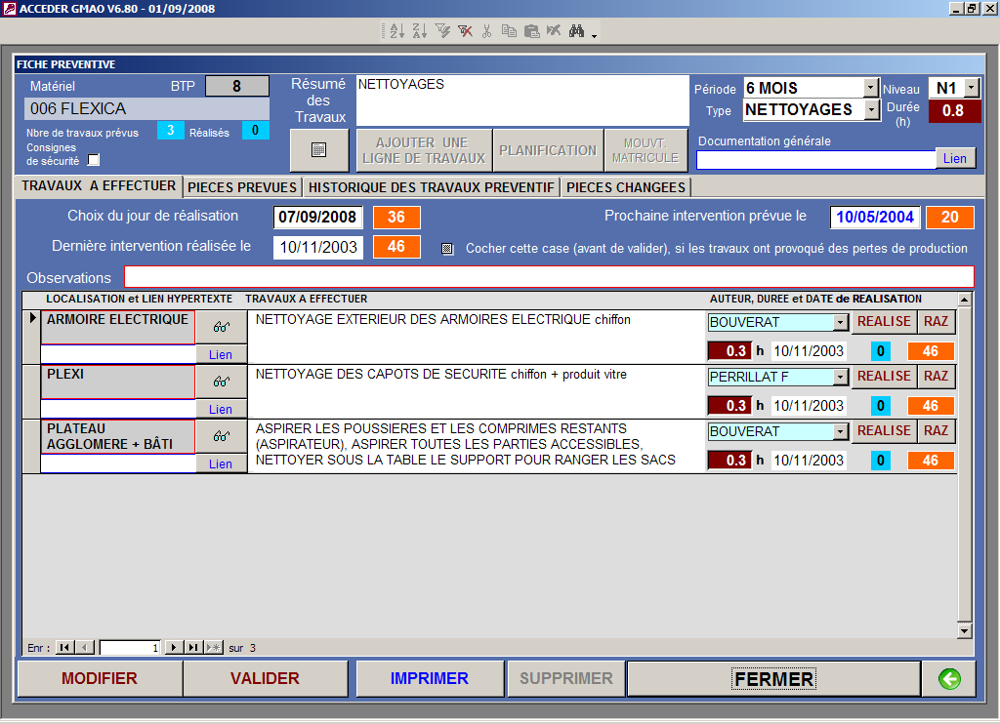 ACCEDER GMAO V6.80 - 01/09/2008
FICHE PREVENTIVE
Matériel BTP 8
006 FLEXICA
Nbre de travaux prévus 3 Réalisés 0
Consignes
de sécurité
Résumé
des
Travaux
NETTOYAGES
AJOUTER UNE
LIGNE DE TRAVAUX
PLANIFICATION
MOUVT.
MATRICULE
Période 6 MOIS Niveau N1
Type NETTOYAGES Durée
(h)
0.8
Documentation générale
Lien
TRAVAUX A EFFECTUER PIECES PREVUES HISTORIQUE DES TRAVAUX PREVENTIF PIECES CHANGEES
Choix du jour de réalisation 07/09/2008 36 Prochaine intervention prévue le 10/05/2004 20
Dernière intervention réalisée le 10/11/2003 46 Cocher cette case (avant de valider), si les travaux ont provoqué des pertes de production
Observations
LOCALISATION et LIEN HYPERTEXTE TRAVAUX A EFFECTUER AUTEUR, DUREE et DATE de REALISATION
ARMOIRE ELECTRIQUE NETTOYAGE EXTERIEUR DES ARMOIRES ELECTRIQUE chiffon BOUVERAT REALISE RAZ
Lien 0.3 h 10/11/2003 0 46
PLEXI NETTOYAGE DES CAPOTS DE SECURITE chiffon + produit vitre PERRILLAT F REALISE RAZ
Lien 0.3 h 10/11/2003 0 46
PLATEAU
AGGLOMERE + BÂTI
ASPIRER LES POUSSIERES ET LES COMPRIMES RESTANTS
(ASPIRATEUR), ASPIRER TOUTES LES PARTIES ACCESSIBLES,
NETTOYER SOUS LA TABLE LE SUPPORT POUR RANGER LES SACS
BOUVERAT REALISE RAZ
Lien 0.3 h 10/11/2003 0 46
Enr : 1 sur 3
MODIFIER VALIDER IMPRIMER SUPPRIMER FERMER